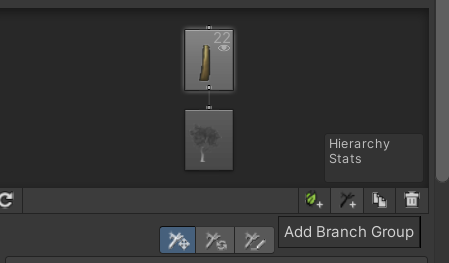 22
Hierarchy
Stats
Add Branch Group